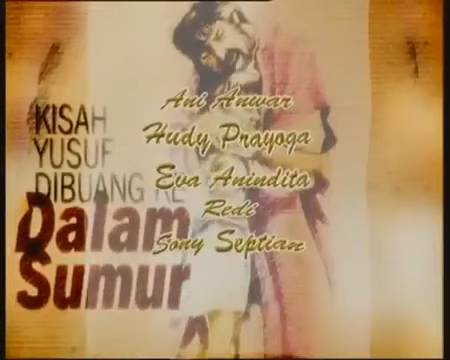 Ani Anwar
KISAH
Hudy Prayoga
YUSUF
Eva Anindita
DIBUANG KE
Redi
Dalam
Sony Septian
Sumur